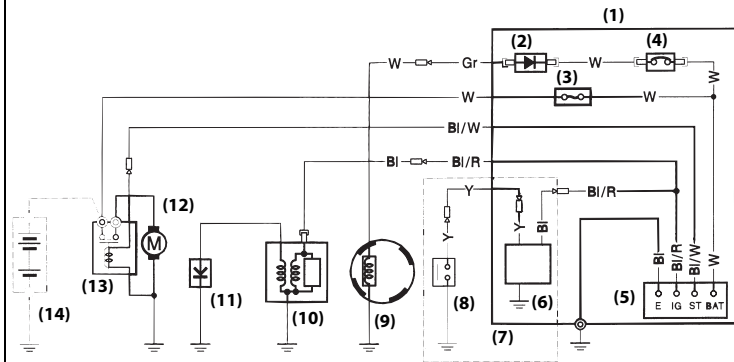 (1)
(2)
(4)
W
Gr
W
W
(3)
W
W
Bl/W
Bl
Bl/R
Y
Bl/R
Y
Y
Bl
(12)
M
(13)
(14)
(11)
(10)
(9)
(8)
(6)
(7)
(5)
Bl
Bl/R
Bl/W
W
E IG ST BAT